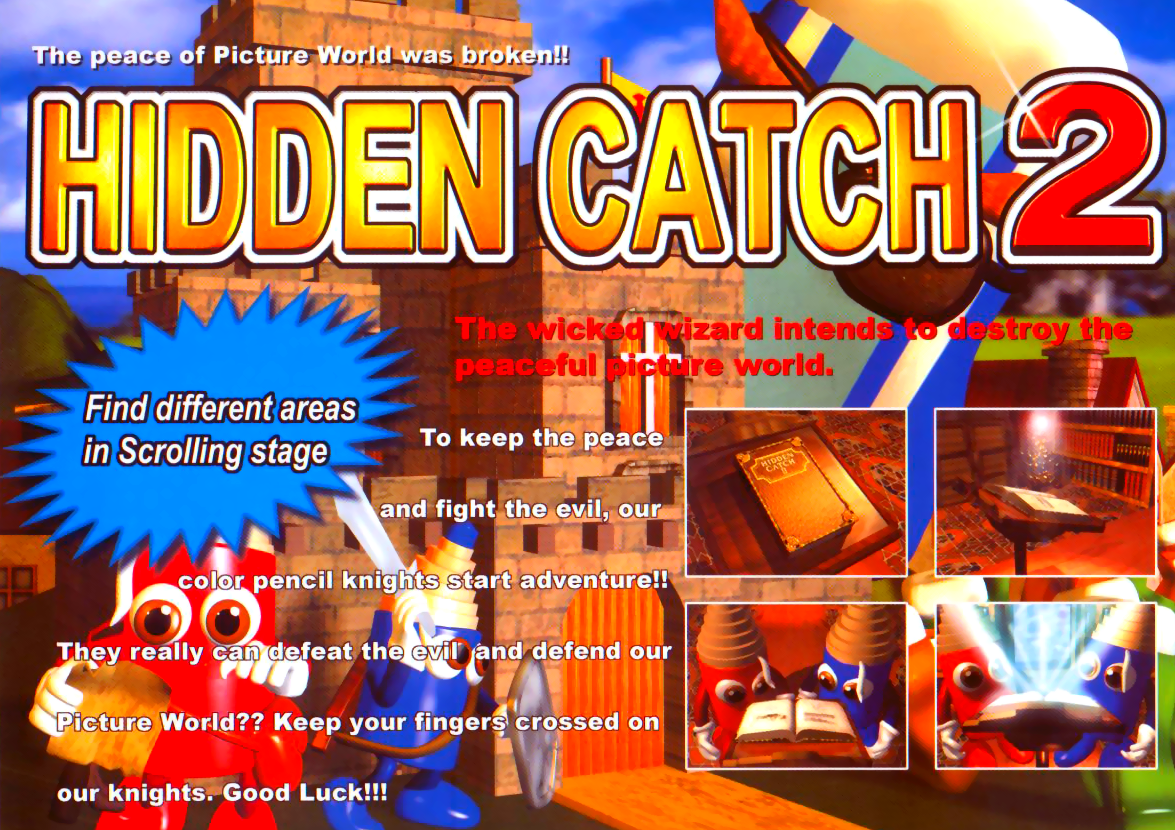 The peace of Picture World was broken!!
HIDDEN CATCH 2
The wicked wizard intends to destroy the
peaceful picture world.
Find different areas
in Scrolling stage
To keep the peace
and fight the evil, our
color pencil knights start adventure!!
They really can defeat the evil and defend our
Picture World?? Keep your fingers crossed on
our knights. Good Luck!!!
HIDDEN
CATCH